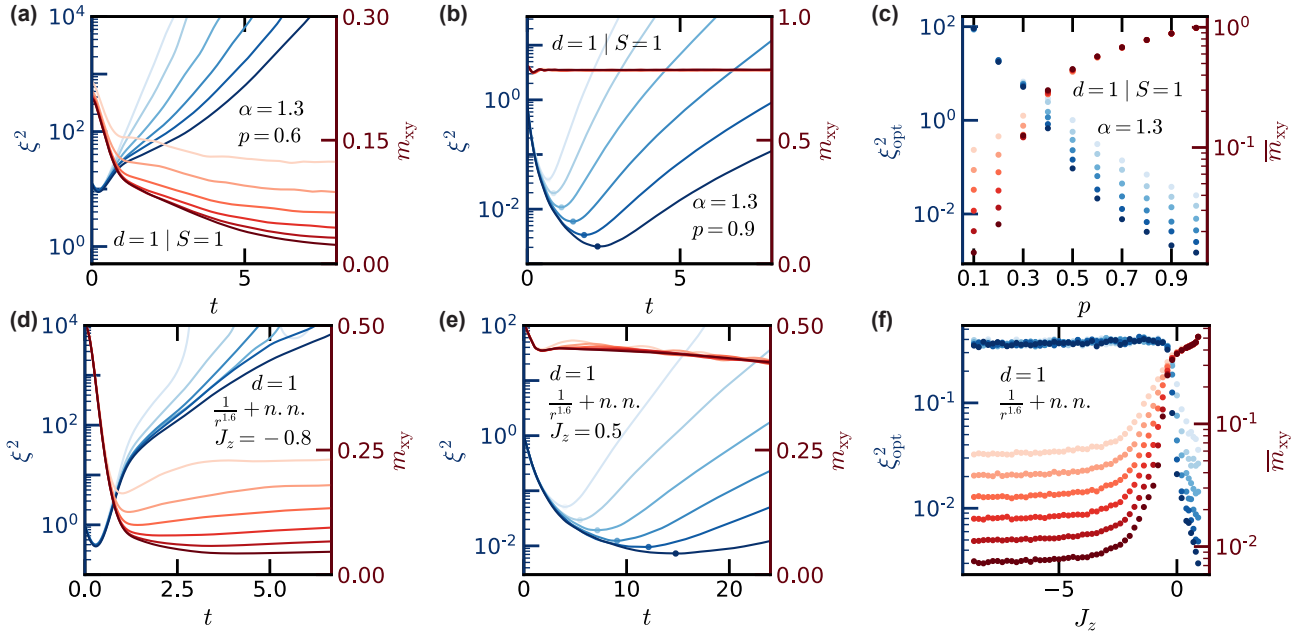 (a)
10^4
10^2
10^0
ξ^2
0.30
0.15
0.00
m_xy
α = 1.3
p = 0.6
d = 1 | S = 1
0
5
t
(b)
10^2
10^0
10^-2
ξ^2
1.0
0.5
0.0
m_xy
d = 1 | S = 1
α = 1.3
p = 0.9
0
5
t
(c)
10^2
10^0
10^-2
ξ^2_opt
10^0
10^-1
\overline{m}_xy
d = 1 | S = 1
α = 1.3
0.1
0.3
0.5
0.7
0.9
p
(d)
10^4
10^2
10^0
ξ^2
0.50
0.25
0.00
m_xy
d = 1
1/r^1.6 + n.n.
J_z = −0.8
0.0
2.5
5.0
t
(e)
10^2
10^0
10^-2
ξ^2
0.50
0.25
0.00
m_xy
d = 1
1/r^1.6 + n.n.
J_z = 0.5
0
10
20
t
(f)
10^-1
10^-2
ξ^2_opt
10^-1
10^-2
\overline{m}_xy
d = 1
1/r^1.6 + n.n.
−5
0
J_z